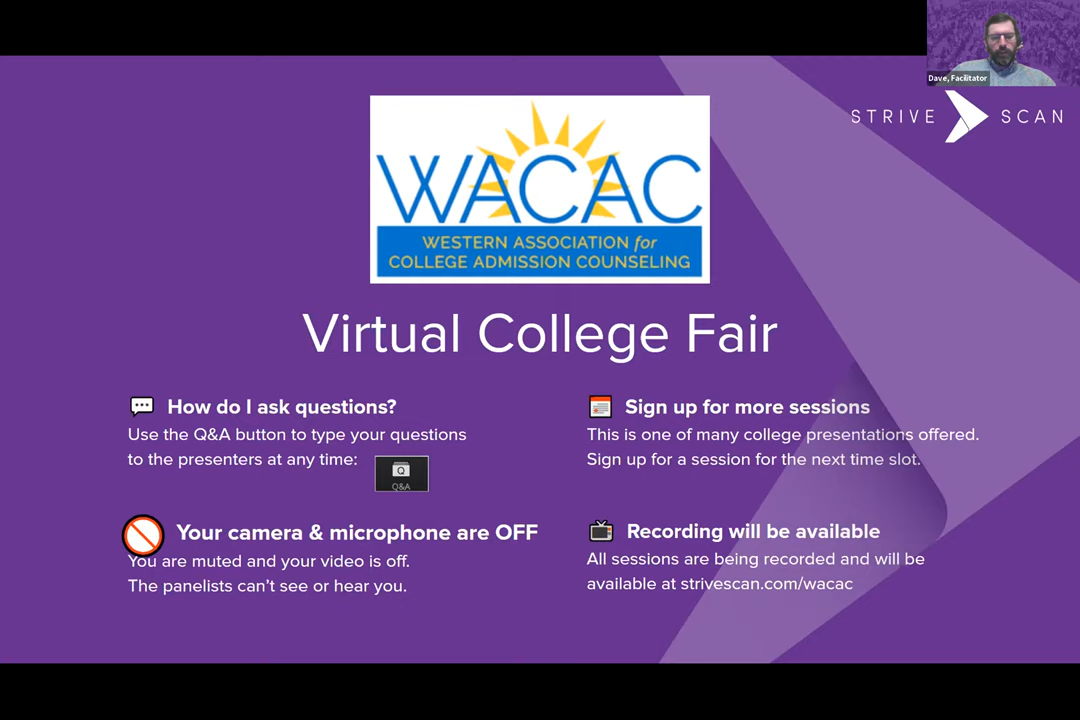 Dave, Facilitator
STRIVE SCAN
WACAC
WESTERN ASSOCIATION for
COLLEGE ADMISSION COUNSELING
Virtual College Fair
How do I ask questions?
Use the Q&A button to type your questions
to the presenters at any time:
Q
Q&A
Sign up for more sessions
This is one of many college presentations offered.
Sign up for a session for the next time slot.
Your camera & microphone are OFF
You are muted and your video is off.
The panelists can’t see or hear you.
Recording will be available
All sessions are being recorded and will be
available at strivescan.com/wacac